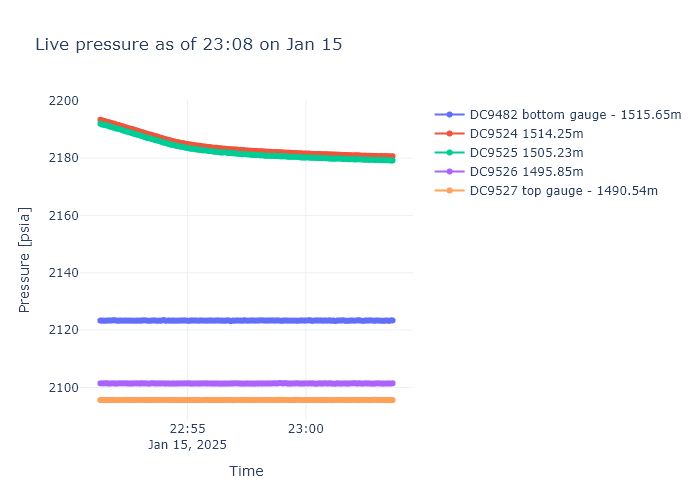 Live pressure as of 23:08 on Jan 15
2200
2180
2160
2140
2120
2100
Pressure [psia]
22:55
Jan 15, 2025
23:00
Time
DC9482 bottom gauge - 1515.65m
DC9524 1514.25m
DC9525 1505.23m
DC9526 1495.85m
DC9527 top gauge - 1490.54m